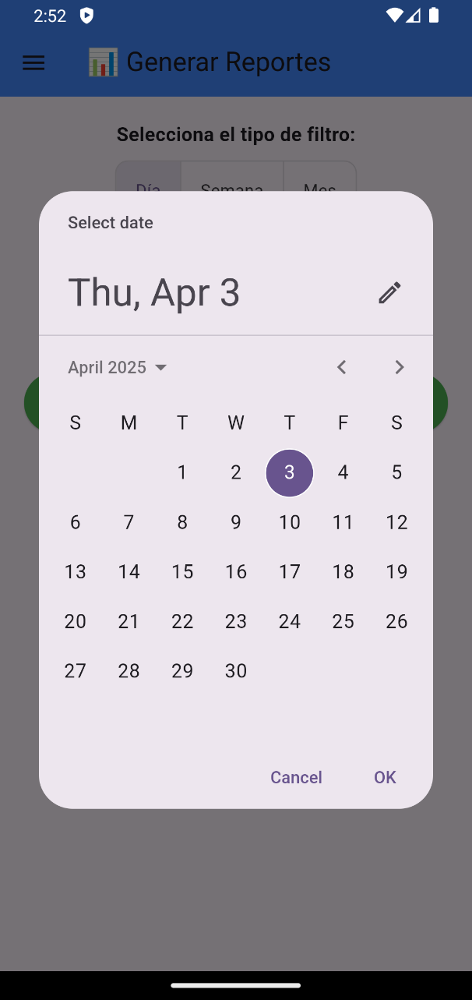 2:52
Generar Reportes
Selecciona el tipo de filtro:
Día Semana Mes
Select date
Thu, Apr 3
April 2025
S M T W T F S
1 2 3 4 5
6 7 8 9 10 11 12
13 14 15 16 17 18 19
20 21 22 23 24 25 26
27 28 29 30
Cancel OK